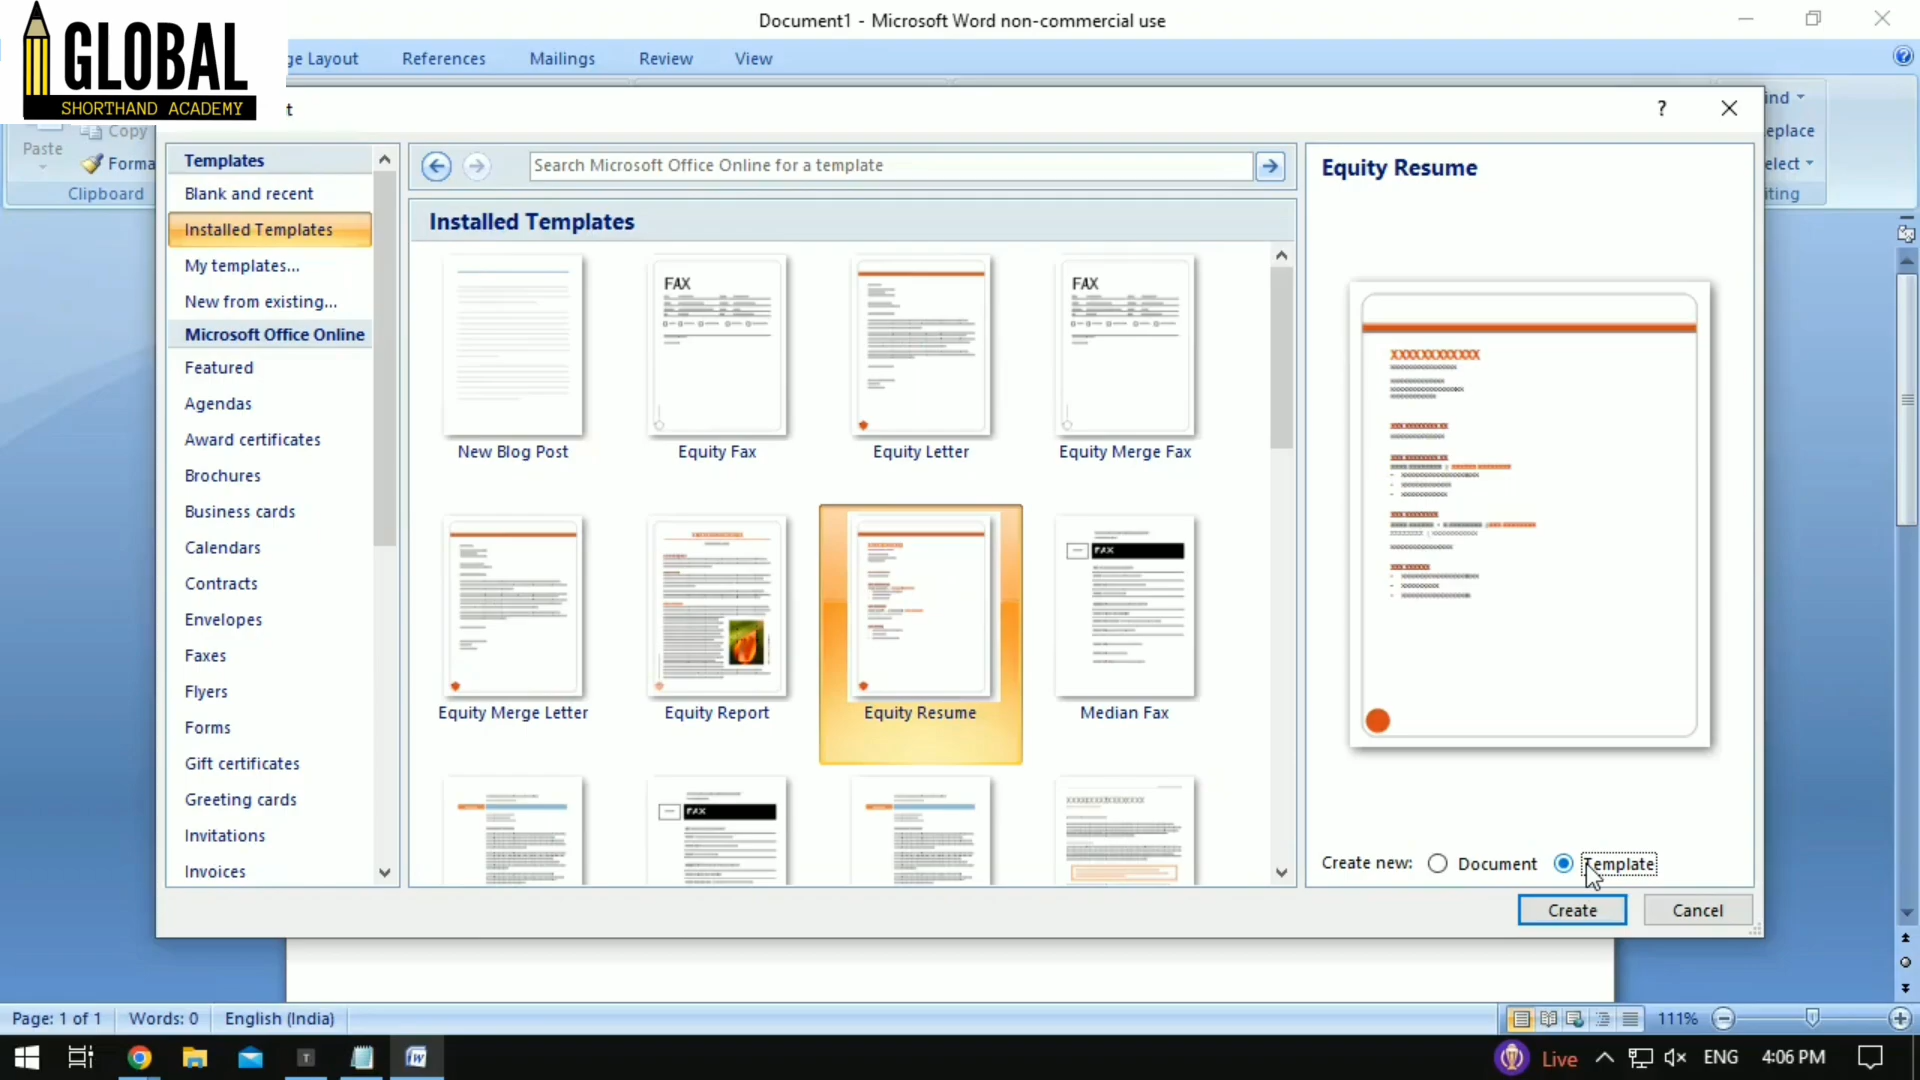 Document1 - Microsoft Word non-commercial use
GLOBAL
SHORTHAND ACADEMY
ge Layout
References
Mailings
Review
View
t
?
Paste
Copy
Forma
Clipboard
ind
eplace
elect
iting
Templates
Blank and recent
Installed Templates
My templates...
New from existing...
Microsoft Office Online
Featured
Agendas
Award certificates
Brochures
Business cards
Calendars
Contracts
Envelopes
Faxes
Flyers
Forms
Gift certificates
Greeting cards
Invitations
Invoices
Search Microsoft Office Online for a template
Installed Templates
FAX
FAX
New Blog Post
Equity Fax
Equity Letter
Equity Merge Fax
FAX
Equity Merge Letter
Equity Report
Equity Resume
Median Fax
FAX
Equity Resume
XXXXXXXXXXXX
Create new: Document Template
Create
Cancel
Page: 1 of 1
Words: 0
English (India)
111%
Live
ENG
4:06 PM